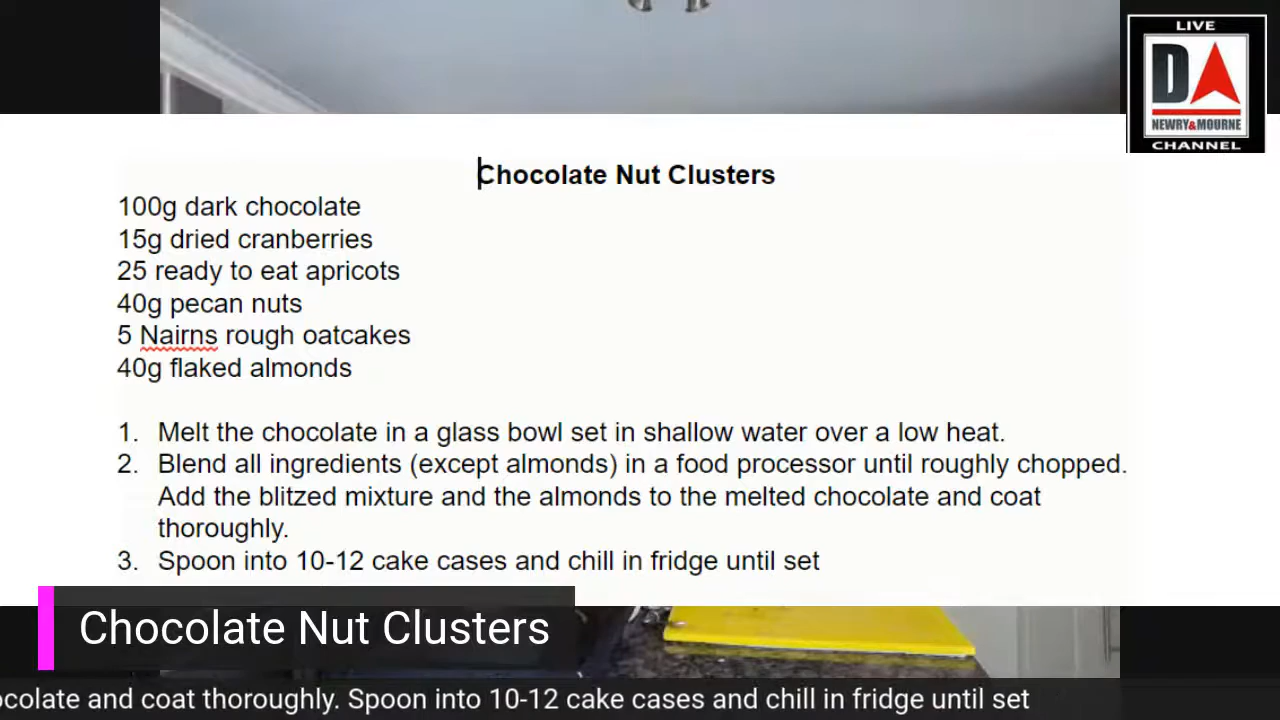 LIVE
DA
NEWRY&MOURNE
CHANNEL
Chocolate Nut Clusters
100g dark chocolate
15g dried cranberries
25 ready to eat apricots
40g pecan nuts
5 Nairns rough oatcakes
40g flaked almonds
1. Melt the chocolate in a glass bowl set in shallow water over a low heat.
2. Blend all ingredients (except almonds) in a food processor until roughly chopped.
Add the blitzed mixture and the almonds to the melted chocolate and coat
thoroughly.
3. Spoon into 10-12 cake cases and chill in fridge until set
Chocolate Nut Clusters
ocolate and coat thoroughly. Spoon into 10-12 cake cases and chill in fridge until set